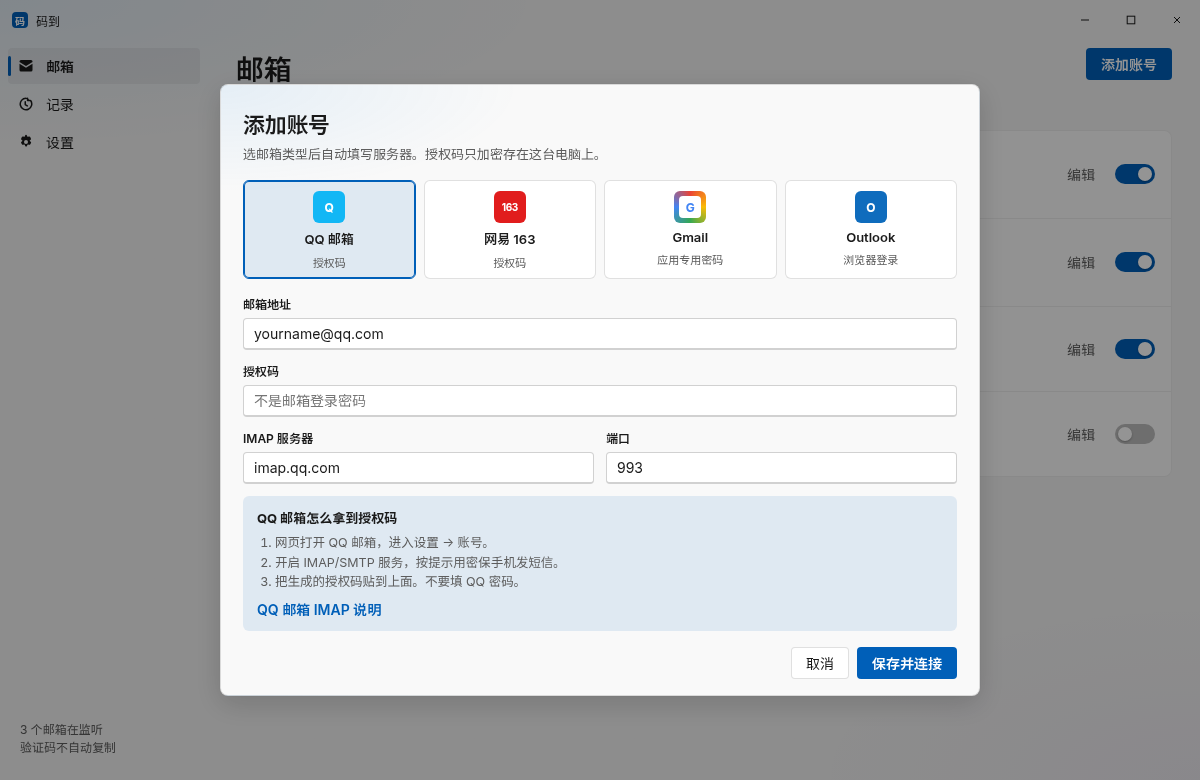 码 码到
邮箱
记录
设置
邮箱
添加账号
编辑
编辑
编辑
编辑
添加账号
选邮箱类型后自动填写服务器。授权码只加密存在这台电脑上。
Q
QQ 邮箱
授权码
163
网易 163
授权码
G
Gmail
应用专用密码
O
Outlook
浏览器登录
邮箱地址
yourname@qq.com
授权码
不是邮箱登录密码
IMAP 服务器
imap.qq.com
端口
993
QQ 邮箱怎么拿到授权码
1. 网页打开 QQ 邮箱，进入设置 → 账号。
2. 开启 IMAP/SMTP 服务，按提示用密保手机发短信。
3. 把生成的授权码贴到上面。不要填 QQ 密码。
QQ 邮箱 IMAP 说明
取消
保存并连接
3 个邮箱在监听
验证码不自动复制